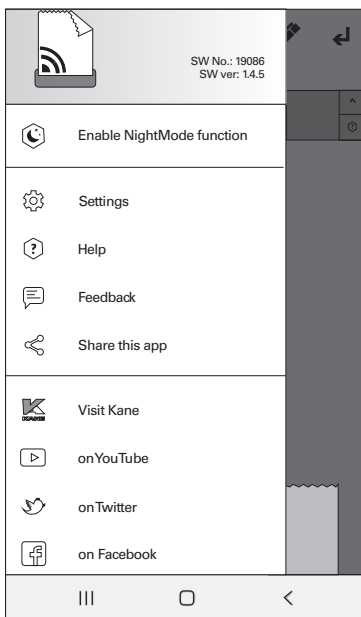 SW No.: 19086
SW ver: 1.4.5
Enable NightMode function
Settings
Help
Feedback
Share this app
KANE
Visit Kane
onYouTube
onTwitter
on Facebook